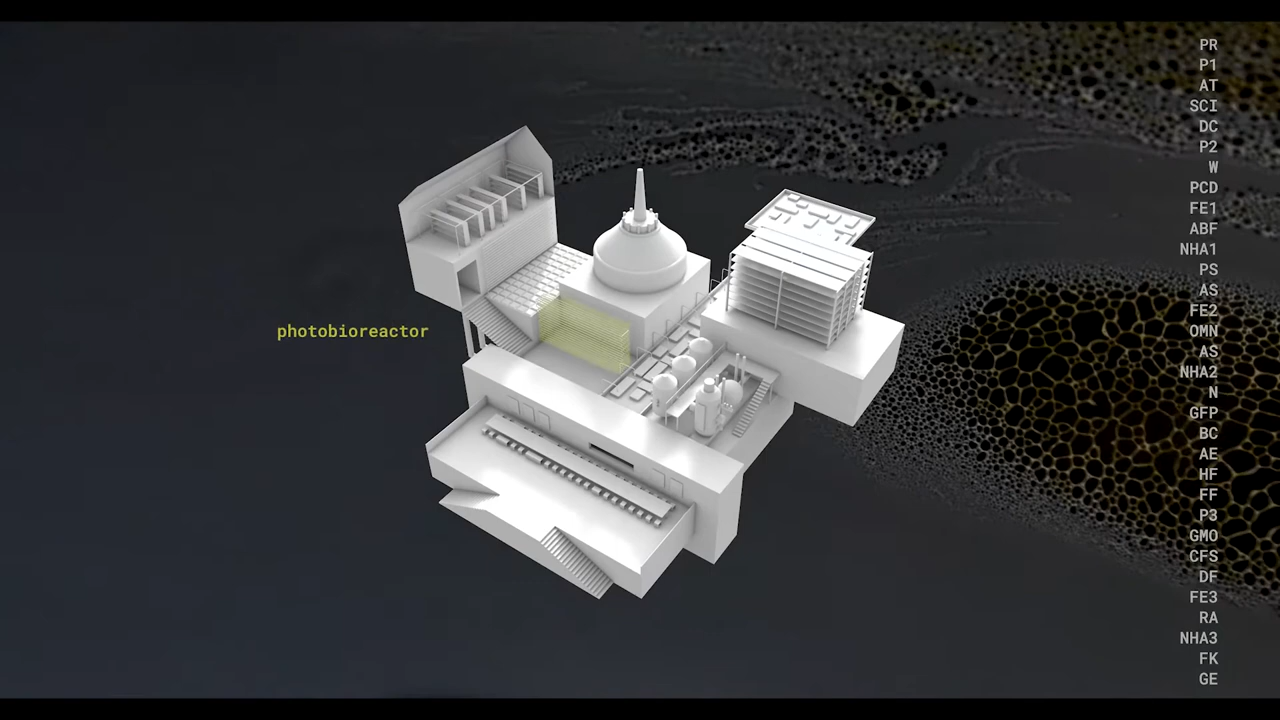 photobioreactor
PR
P1
AT
SCI
DC
P2
W
PCD
FE1
ABF
NHA1
PS
AS
FE2
OMN
AS
NHA2
N
GFP
BC
AE
HF
FF
P3
GMO
CFS
DF
FE3
RA
NHA3
FK
GE